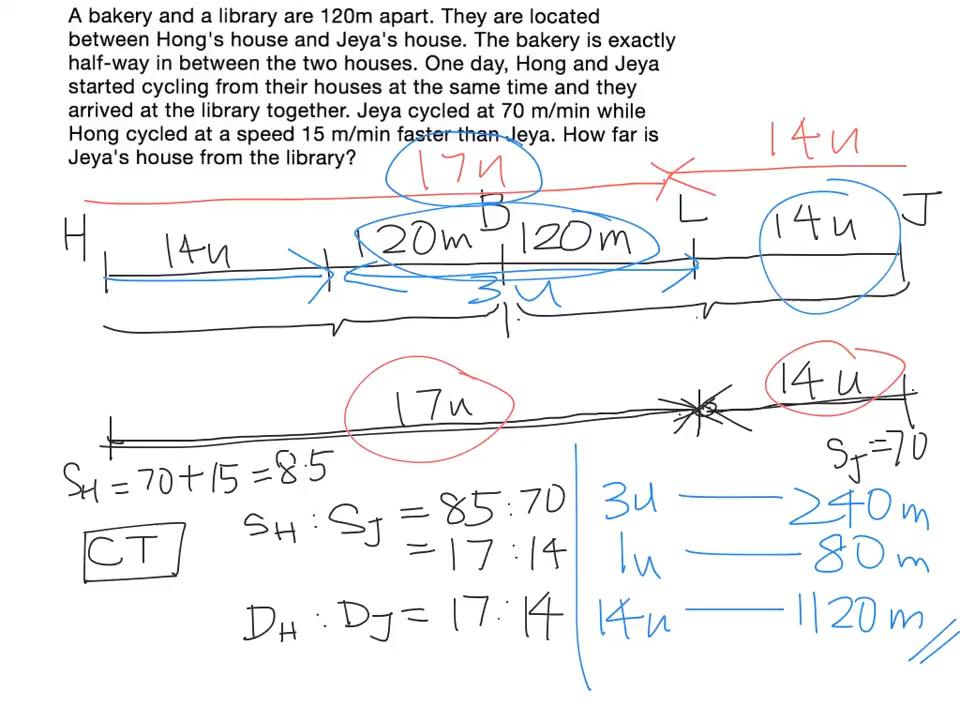 A bakery and a library are 120m apart. They are located
between Hong's house and Jeya's house. The bakery is exactly
half-way in between the two houses. One day, Hong and Jeya
started cycling from their houses at the same time and they
arrived at the library together. Jeya cycled at 70 m/min while
Hong cycled at a speed 15 m/min faster than Jeya. How far is
Jeya's house from the library?
17u 14u
H B L J
14u 120m 120m 14u
3u
17u 14u
SH = 70+15 = 8.5
SJ = 70
CT
SH : SJ = 85 : 70
= 17 : 14
DH : DJ = 17 : 14
3u — 240m
1u — 80m
14u — 1120m